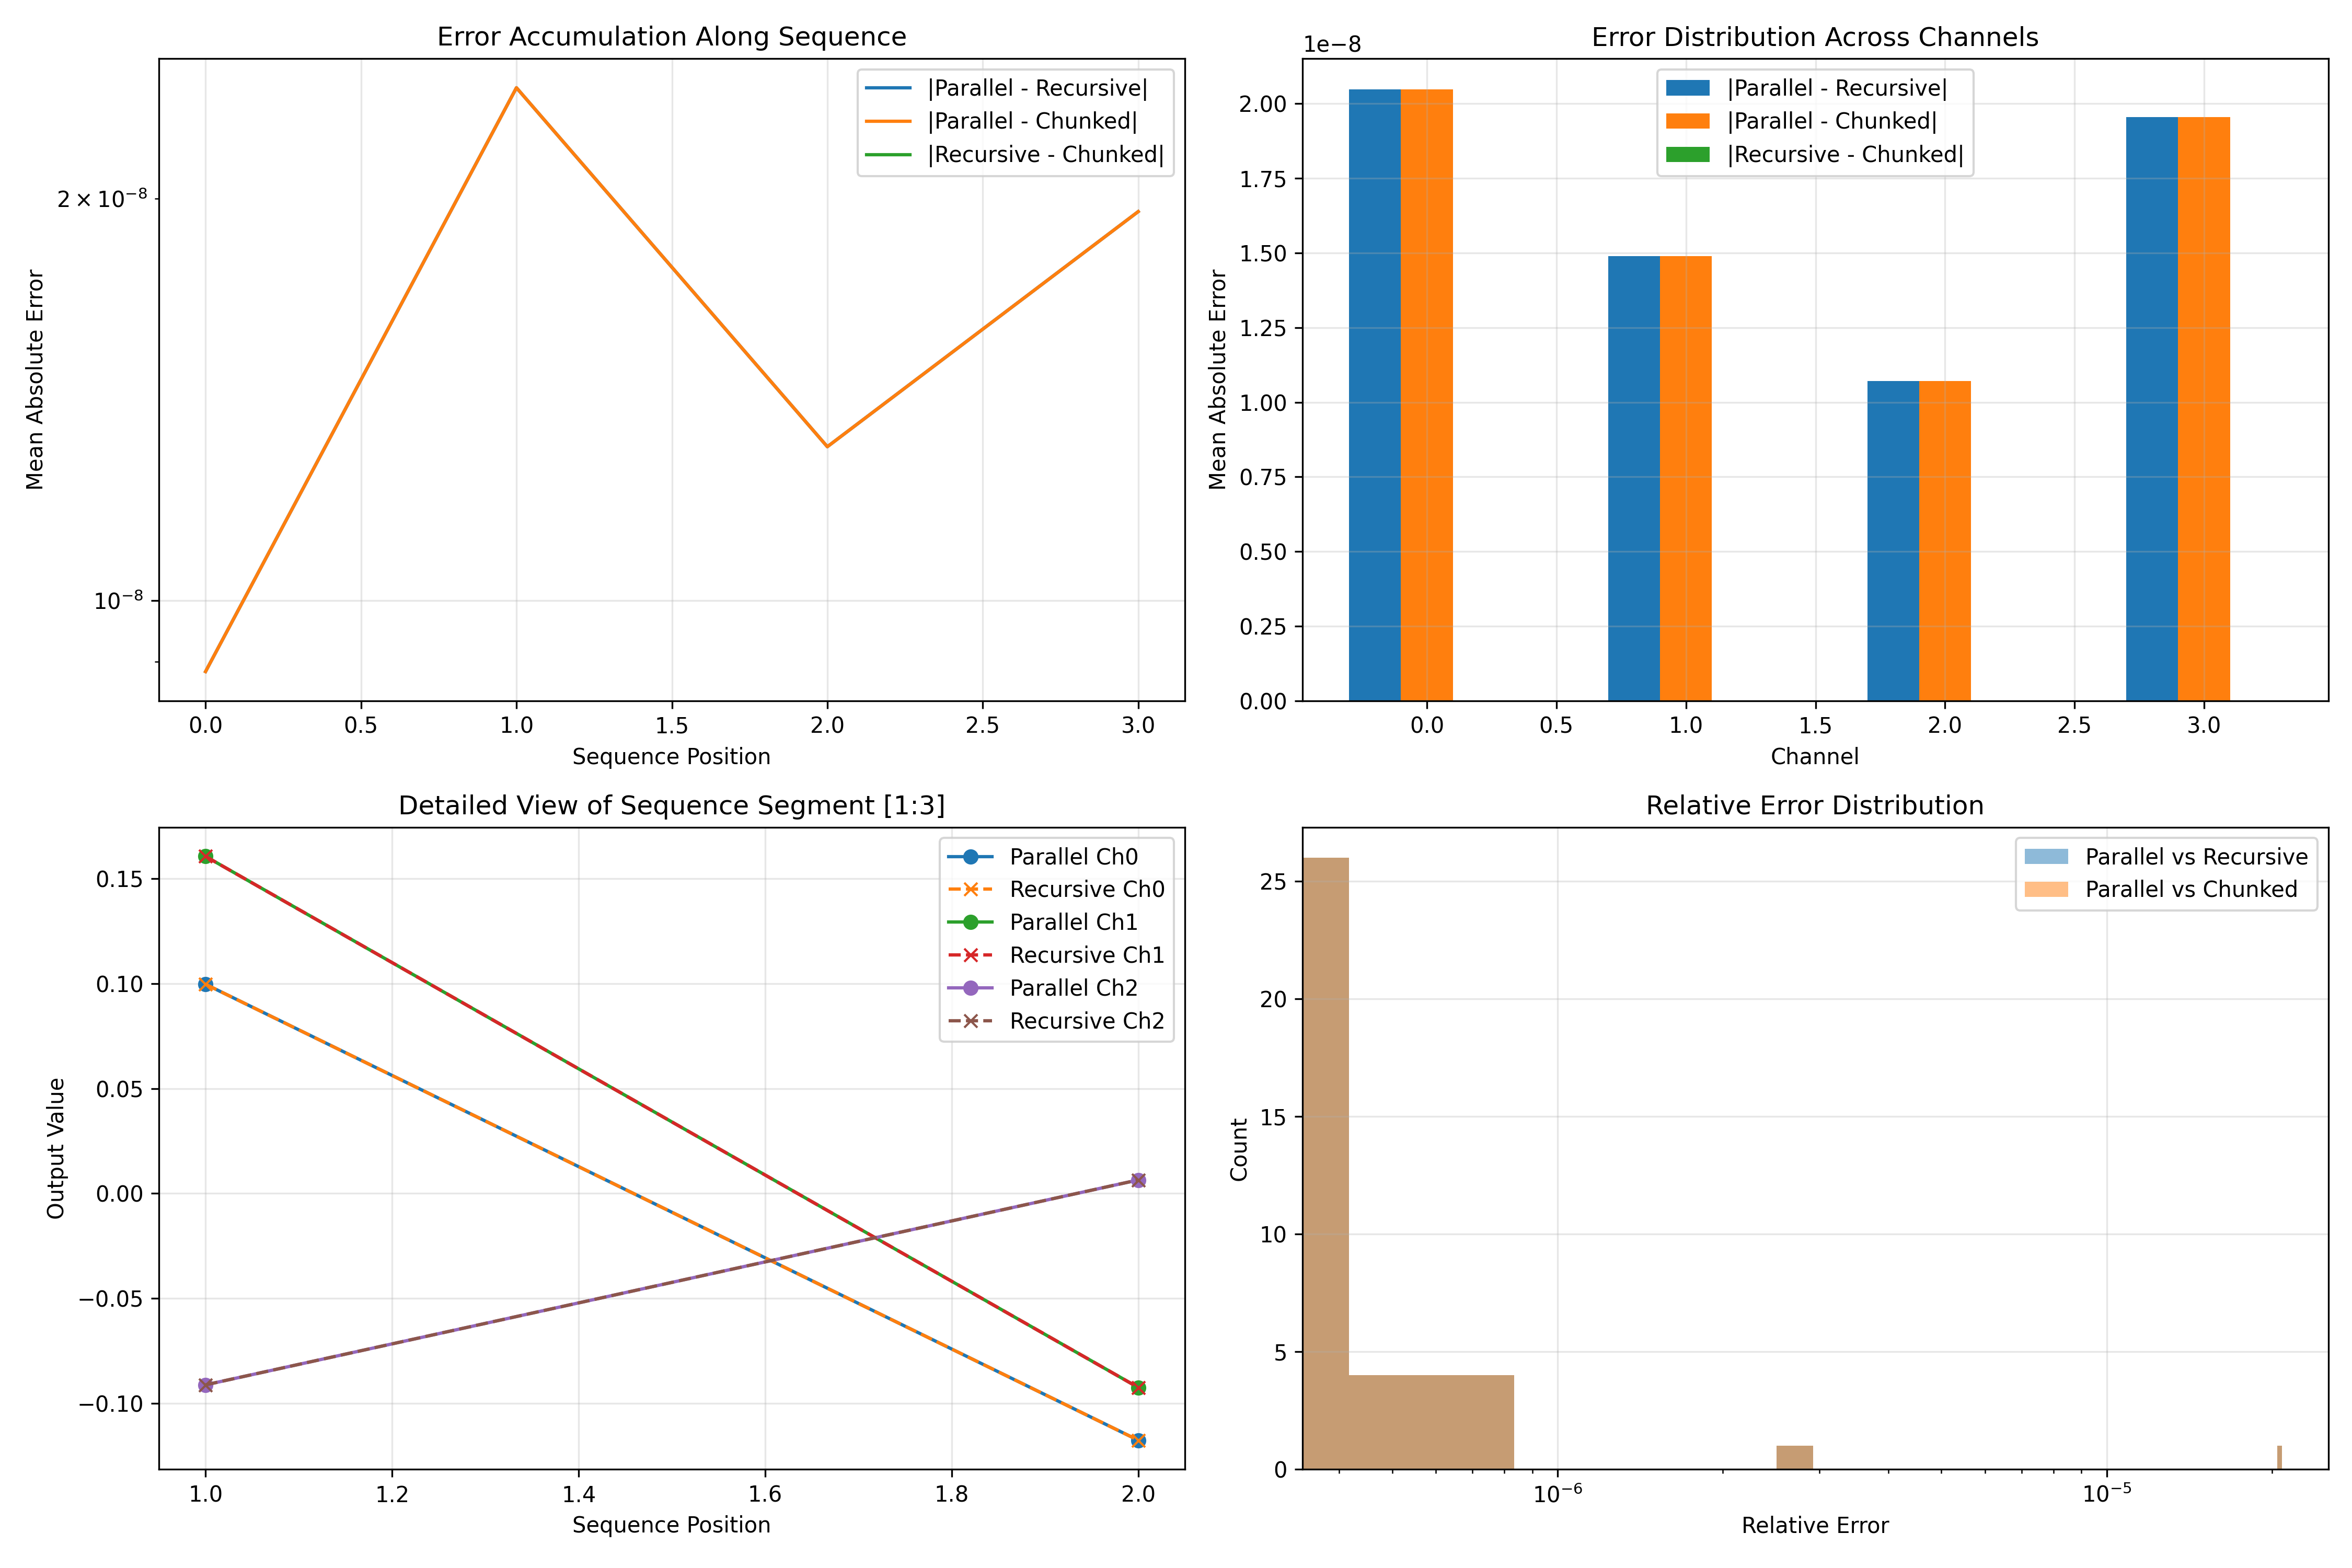 Error Accumulation Along Sequence
|Parallel - Recursive|
|Parallel - Chunked|
|Recursive - Chunked|
2 × 10⁻⁸
10⁻⁸
Mean Absolute Error
0.0 0.5 1.0 1.5 2.0 2.5 3.0
Sequence Position
Error Distribution Across Channels
1e−8
|Parallel - Recursive|
|Parallel - Chunked|
|Recursive - Chunked|
2.00
1.75
1.50
1.25
1.00
0.75
0.50
0.25
0.00
Mean Absolute Error
0.0 0.5 1.0 1.5 2.0 2.5 3.0
Channel
Detailed View of Sequence Segment [1:3]
Parallel Ch0
Recursive Ch0
Parallel Ch1
Recursive Ch1
Parallel Ch2
Recursive Ch2
0.15
0.10
0.05
0.00
−0.05
−0.10
Output Value
1.0 1.2 1.4 1.6 1.8 2.0
Sequence Position
Relative Error Distribution
Parallel vs Recursive
Parallel vs Chunked
25
20
15
10
5
0
Count
10⁻⁶ 10⁻⁵
Relative Error